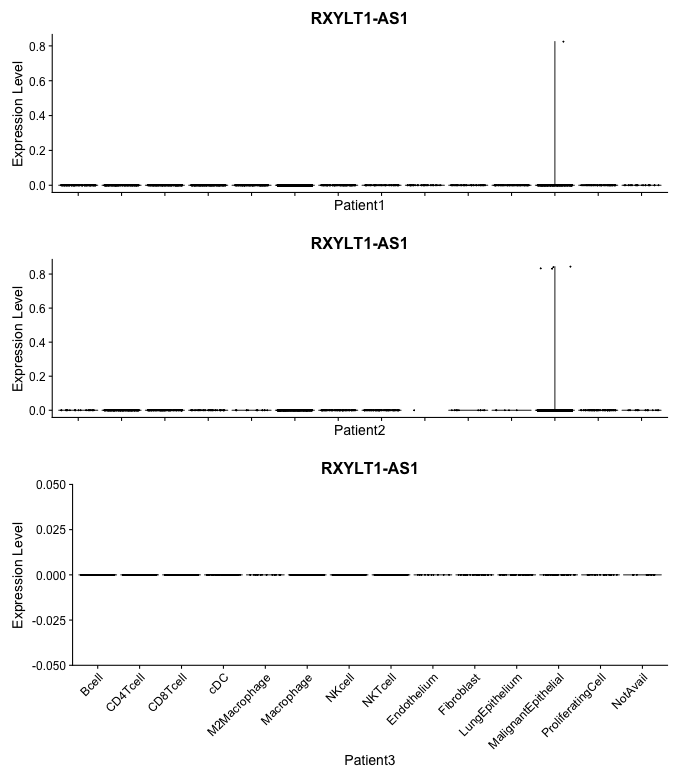 RXYLT1-AS1
Expression Level
0.8
0.6
0.4
0.2
0.0
Patient1
RXYLT1-AS1
Expression Level
0.8
0.6
0.4
0.2
0.0
Patient2
RXYLT1-AS1
Expression Level
0.050
0.025
0.000
-0.025
-0.050
Bcell
CD4Tcell
CD8Tcell
cDC
M2Macrophage
Macrophage
NKcell
NKTcell
Endothelium
Fibroblast
LungEpithelium
MalignantEpithelial
ProliferatingCell
NotAvail
Patient3